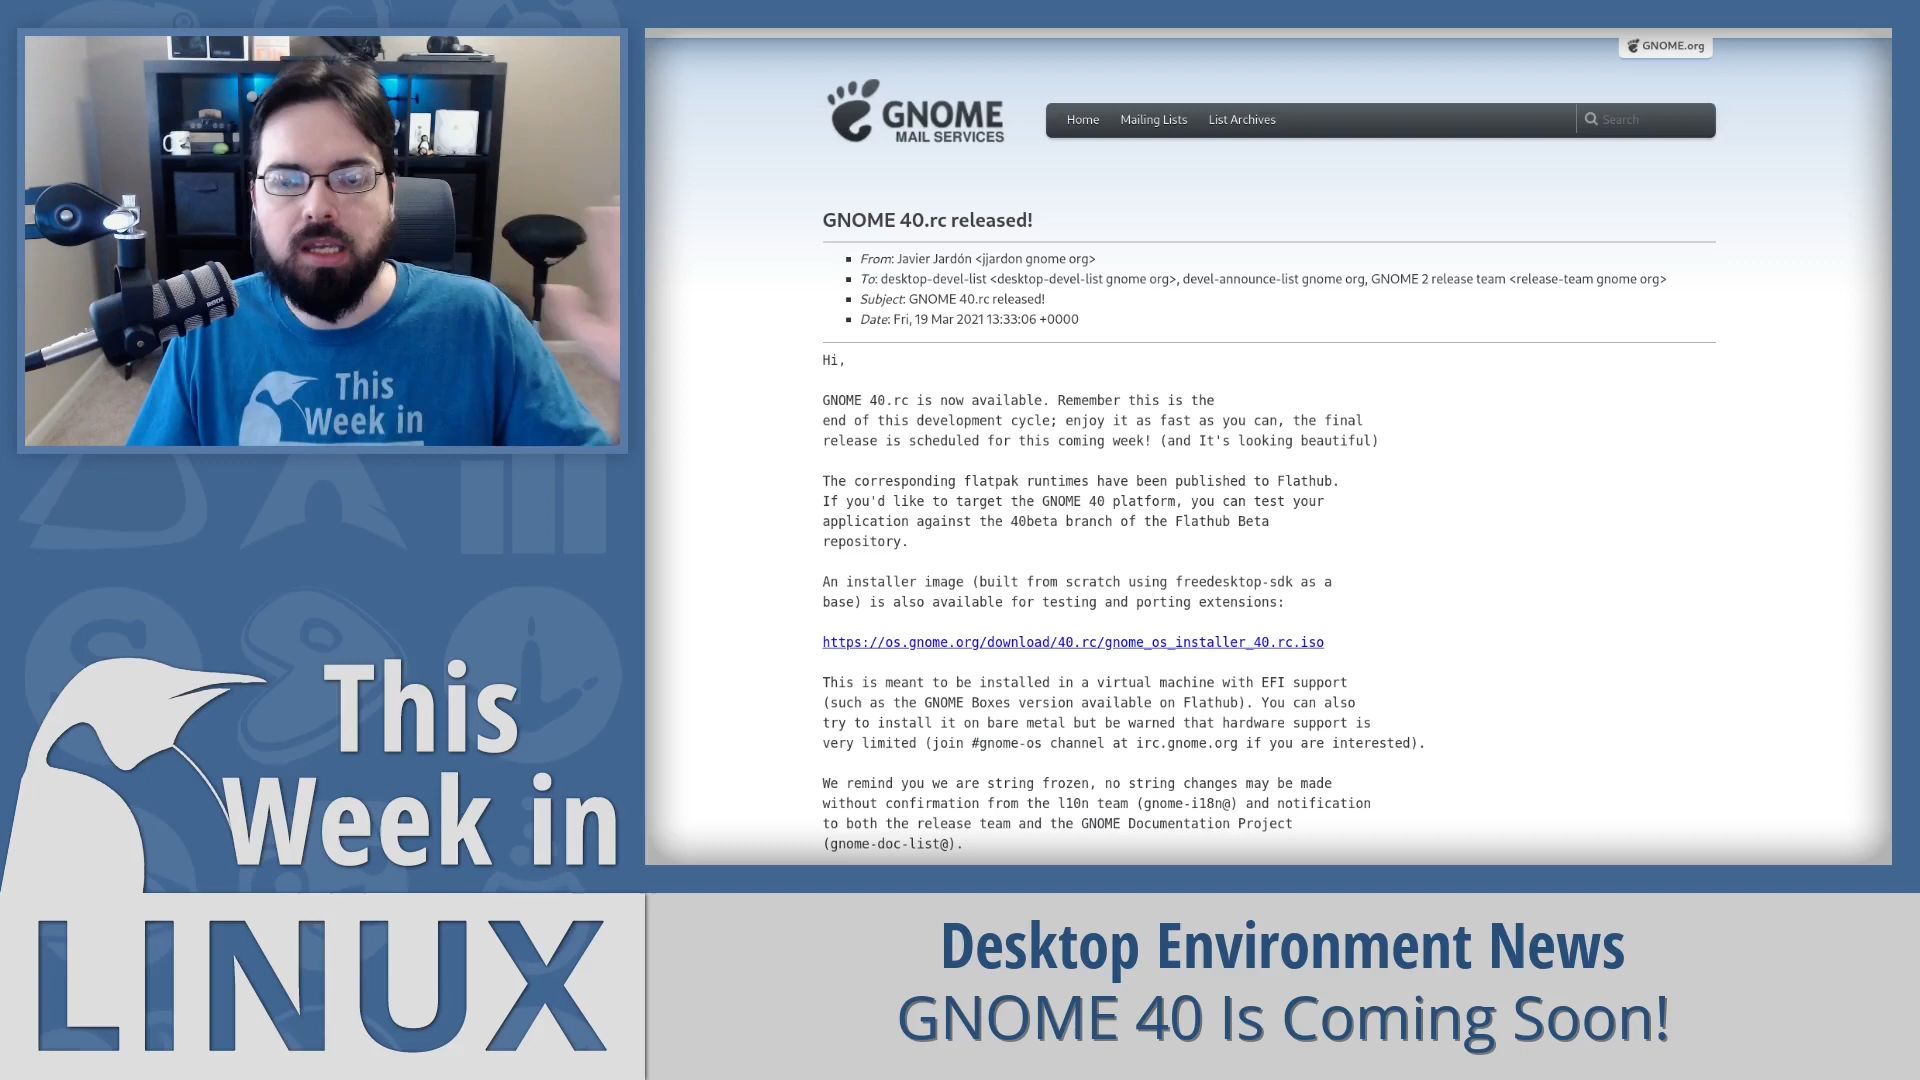 GNOME.org
GNOME
MAIL SERVICES
Home
Mailing Lists
List Archives
Search
GNOME 40.rc released!
From: Javier Jardón <jjardon gnome org>
To: desktop-devel-list <desktop-devel-list gnome org>, devel-announce-list gnome org, GNOME 2 release team <release-team gnome org>
Subject: GNOME 40.rc released!
Date: Fri, 19 Mar 2021 13:33:06 +0000
Hi,
GNOME 40.rc is now available. Remember this is the
end of this development cycle; enjoy it as fast as you can, the final
release is scheduled for this coming week! (and It's looking beautiful)
The corresponding flatpak runtimes have been published to Flathub.
If you'd like to target the GNOME 40 platform, you can test your
application against the 40beta branch of the Flathub Beta
repository.
An installer image (built from scratch using freedesktop-sdk as a
base) is also available for testing and porting extensions:
https://os.gnome.org/download/40.rc/gnome_os_installer_40.rc.iso
This is meant to be installed in a virtual machine with EFI support
(such as the GNOME Boxes version available on Flathub). You can also
try to install it on bare metal but be warned that hardware support is
very limited (join #gnome-os channel at irc.gnome.org if you are interested).
We remind you we are string frozen, no string changes may be made
without confirmation from the l10n team (gnome-i18n@) and notification
to both the release team and the GNOME Documentation Project
(gnome-doc-list@).
RODE
This
Week in
This
Week in
LINUX
Desktop Environment News
GNOME 40 Is Coming Soon!